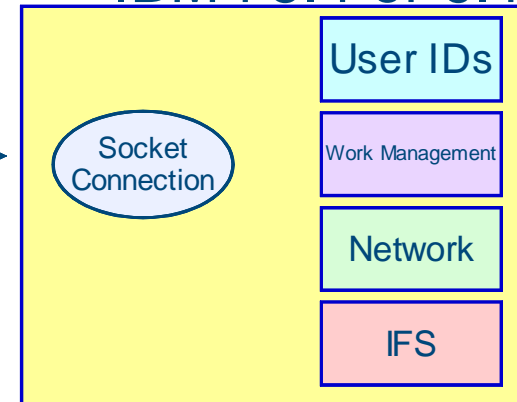 User IDs
Socket
Connection
Work Management
Network
IFS